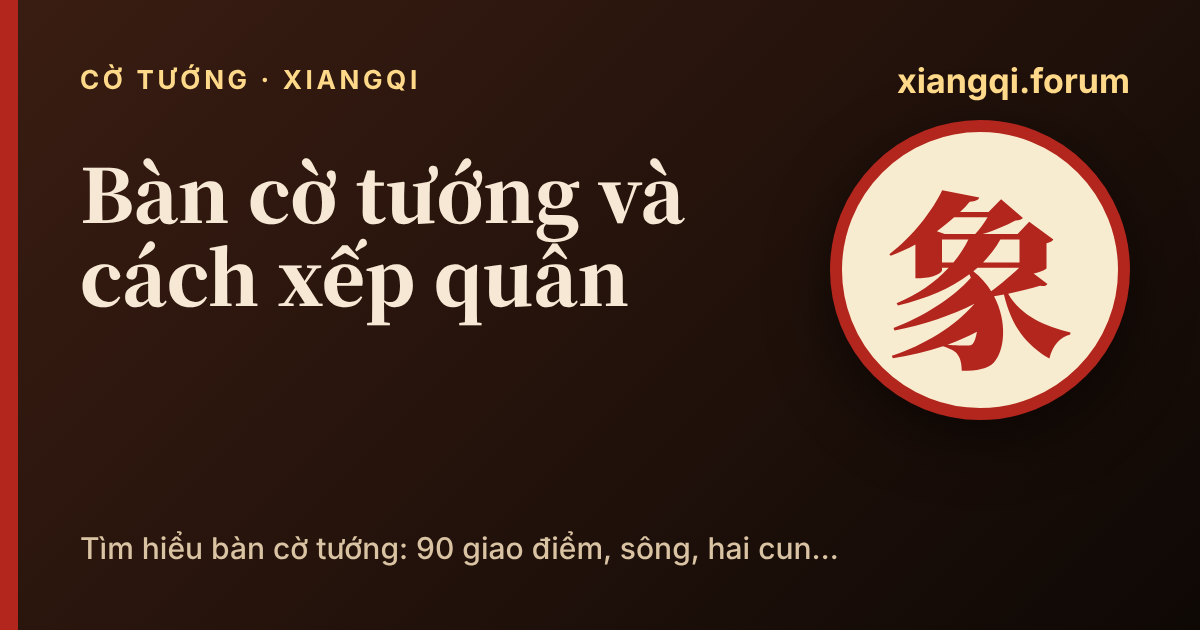 CỜ TƯỚNG · XIANGQI
xiangqi.forum
Bàn cờ tướng và
cách xếp quân
象
Tìm hiểu bàn cờ tướng: 90 giao điểm, sông, hai cun...